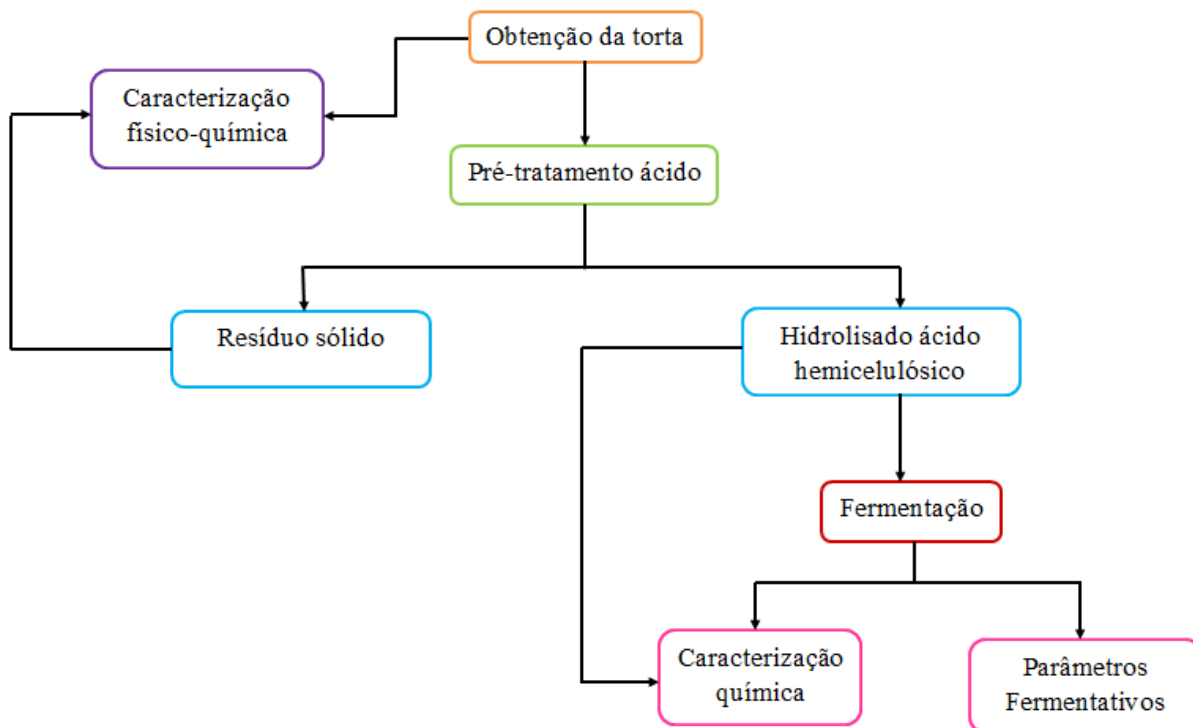 Obtenção da torta
Caracterização
físico-química
Pré-tratamento ácido
Resíduo sólido
Hidrolisado ácido
hemicelulósico
Fermentação
Caracterização
química
Parâmetros
Fermentativos